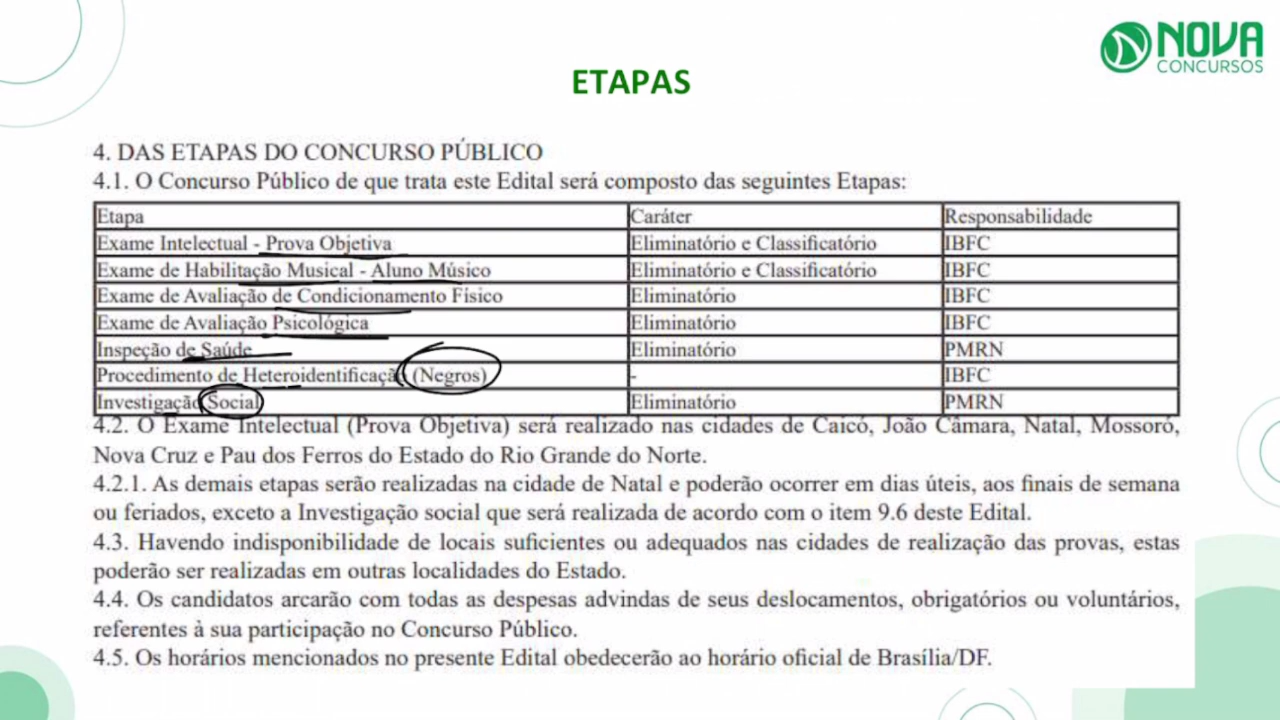 NOVA
CONCURSOS
ETAPAS
4. DAS ETAPAS DO CONCURSO PÚBLICO
4.1. O Concurso Público de que trata este Edital será composto das seguintes Etapas:
Etapa Caráter Responsabilidade
Exame Intelectual - Prova Objetiva Eliminatório e Classificatório IBFC
Exame de Habilitação Musical - Aluno Músico Eliminatório e Classificatório IBFC
Exame de Avaliação de Condicionamento Físico Eliminatório IBFC
Exame de Avaliação Psicológica Eliminatório IBFC
Inspeção de Saúde Eliminatório PMRN
Procedimento de Heteroidentificação (Negros) - IBFC
Investigação Social Eliminatório PMRN
4.2. O Exame Intelectual (Prova Objetiva) será realizado nas cidades de Caicó, João Câmara, Natal, Mossoró,
Nova Cruz e Pau dos Ferros do Estado do Rio Grande do Norte.
4.2.1. As demais etapas serão realizadas na cidade de Natal e poderão ocorrer em dias úteis, aos finais de semana
ou feriados, exceto a Investigação social que será realizada de acordo com o item 9.6 deste Edital.
4.3. Havendo indisponibilidade de locais suficientes ou adequados nas cidades de realização das provas, estas
poderão ser realizadas em outras localidades do Estado.
4.4. Os candidatos arcarão com todas as despesas advindas de seus deslocamentos, obrigatórios ou voluntários,
referentes à sua participação no Concurso Público.
4.5. Os horários mencionados no presente Edital obedecerão ao horário oficial de Brasília/DF.